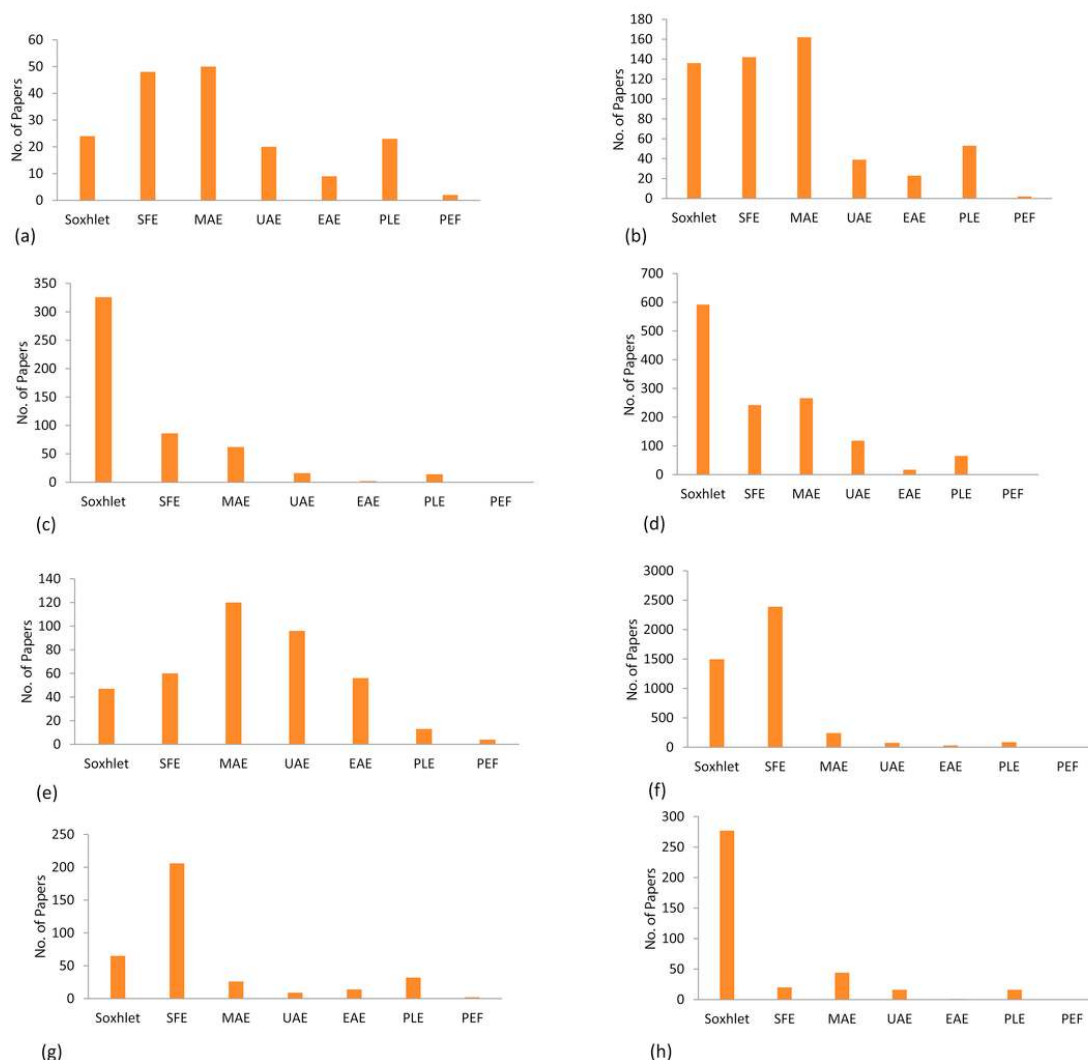 No. of Papers
60
50
40
30
20
10
0
Soxhlet SFE MAE UAE EAE PLE PEF
(a)
No. of Papers
180
160
140
120
100
80
60
40
20
0
Soxhlet SFE MAE UAE EAE PLE PEF
(b)
No. of Papers
350
300
250
200
150
100
50
0
Soxhlet SFE MAE UAE EAE PLE PEF
(c)
No. of Papers
700
600
500
400
300
200
100
0
Soxhlet SFE MAE UAE EAE PLE PEF
(d)
No. of Papers
140
120
100
80
60
40
20
0
Soxhlet SFE MAE UAE EAE PLE PEF
(e)
No. of Papers
3000
2500
2000
1500
1000
500
0
Soxhlet SFE MAE UAE EAE PLE PEF
(f)
No. of Papers
250
200
150
100
50
0
Soxhlet SFE MAE UAE EAE PLE PEF
(g)
No. of Papers
300
250
200
150
100
50
0
Soxhlet SFE MAE UAE EAE PLE PEF
(h)